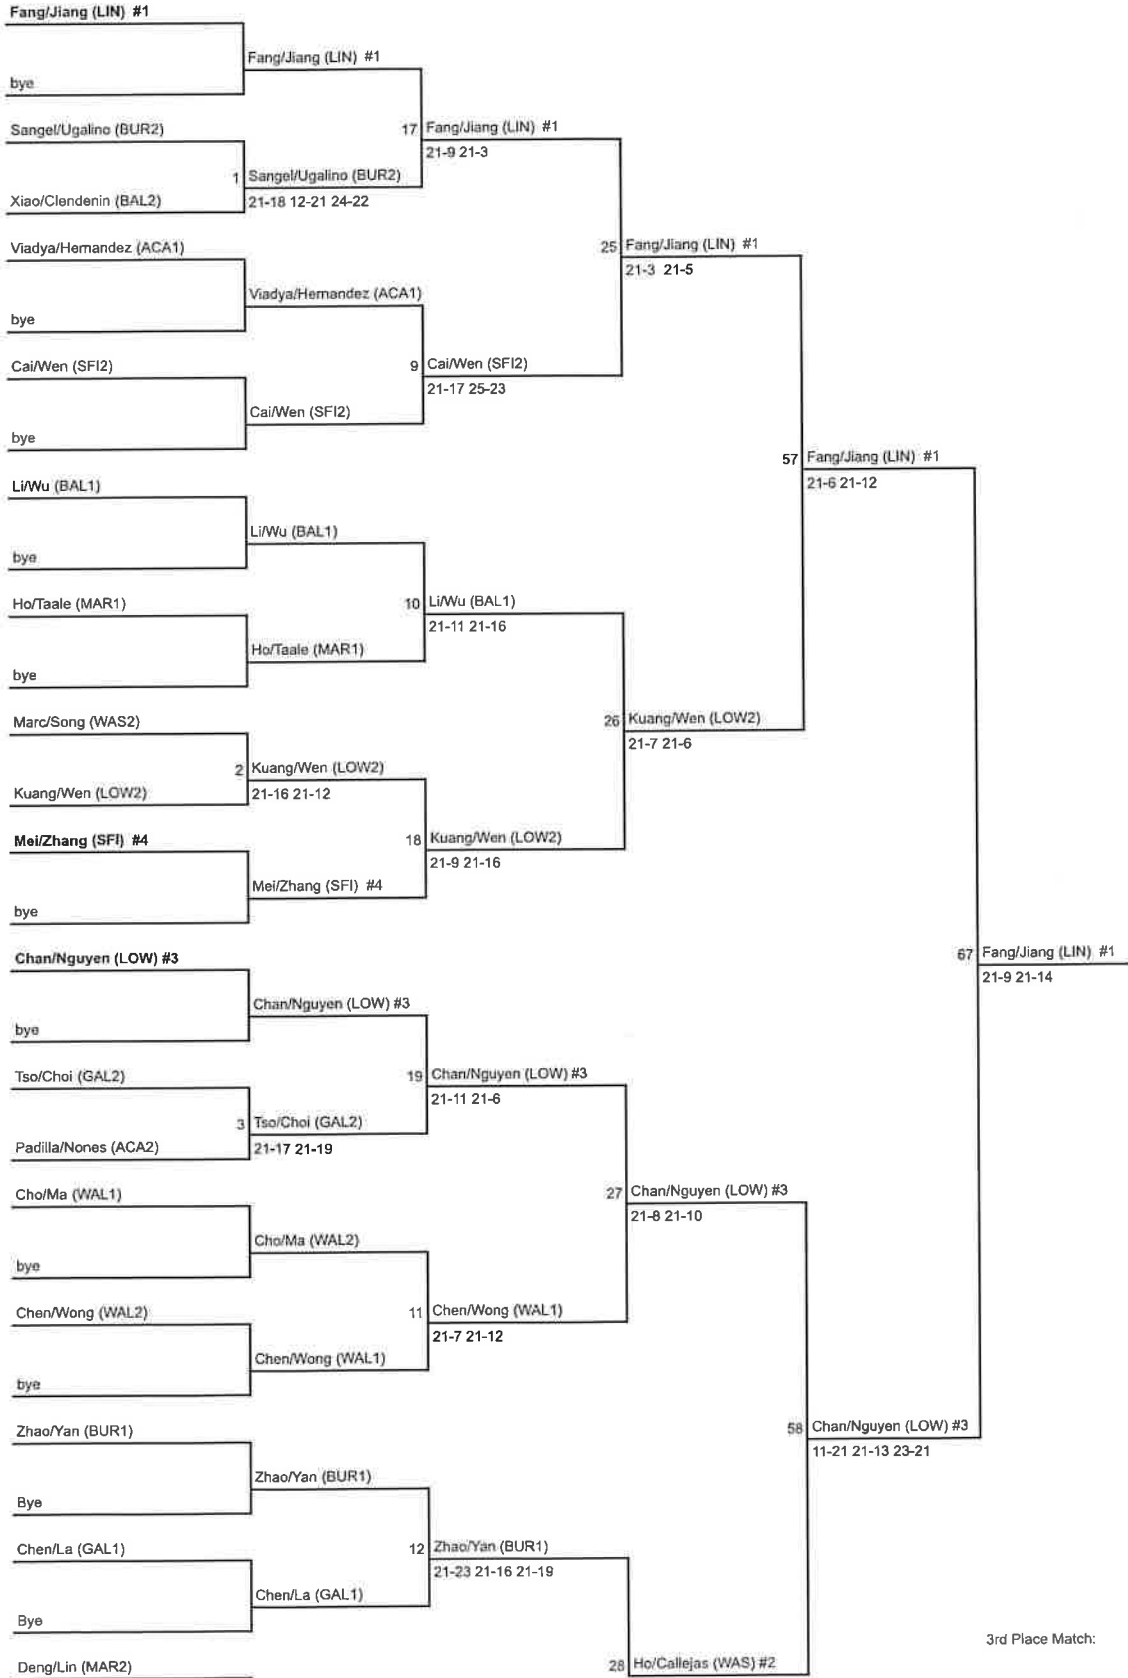 Fang/Jiang (LIN) #1
Fang/Jiang (LIN) #1
bye
Sangel/Ugalino (BUR2)
17 Fang/Jiang (LIN) #1
21-9 21-3
1 Sangel/Ugalino (BUR2)
Xiao/Clendenin (BAL2)
21-18 12-21 24-22
Viadya/Hernandez (ACA1)
25 Fang/Jiang (LIN) #1
21-3 21-5
Viadya/Hernandez (ACA1)
bye
Cai/Wen (SFI2)
9 Cai/Wen (SFI2)
21-17 25-23
Cai/Wen (SFI2)
bye
57 Fang/Jiang (LIN) #1
21-6 21-12
Li/Wu (BAL1)
Li/Wu (BAL1)
bye
Ho/Taale (MAR1)
10 Li/Wu (BAL1)
21-11 21-16
Ho/Taale (MAR1)
bye
Marc/Song (WAS2)
26 Kuang/Wen (LOW2)
21-7 21-6
2 Kuang/Wen (LOW2)
Kuang/Wen (LOW2)
21-16 21-12
Mei/Zhang (SFI) #4
18 Kuang/Wen (LOW2)
21-9 21-16
Mei/Zhang (SFI) #4
bye
Chan/Nguyen (LOW) #3
67 Fang/Jiang (LIN) #1
21-9 21-14
Chan/Nguyen (LOW) #3
bye
Tso/Choi (GAL2)
19 Chan/Nguyen (LOW) #3
21-11 21-6
3 Tso/Choi (GAL2)
Padilla/Nones (ACA2)
21-17 21-19
Cho/Ma (WAL1)
27 Chan/Nguyen (LOW) #3
21-8 21-10
Cho/Ma (WAL2)
bye
Chen/Wong (WAL2)
11 Chen/Wong (WAL1)
21-7 21-12
Chen/Wong (WAL1)
bye
Zhao/Yan (BUR1)
58 Chan/Nguyen (LOW) #3
11-21 21-13 23-21
Zhao/Yan (BUR1)
Bye
Chen/La (GAL1)
12 Zhao/Yan (BUR1)
21-23 21-16 21-19
Chen/La (GAL1)
Bye
3rd Place Match:
Deng/Lin (MAR2)
28 Ho/Callejas (WAS) #2